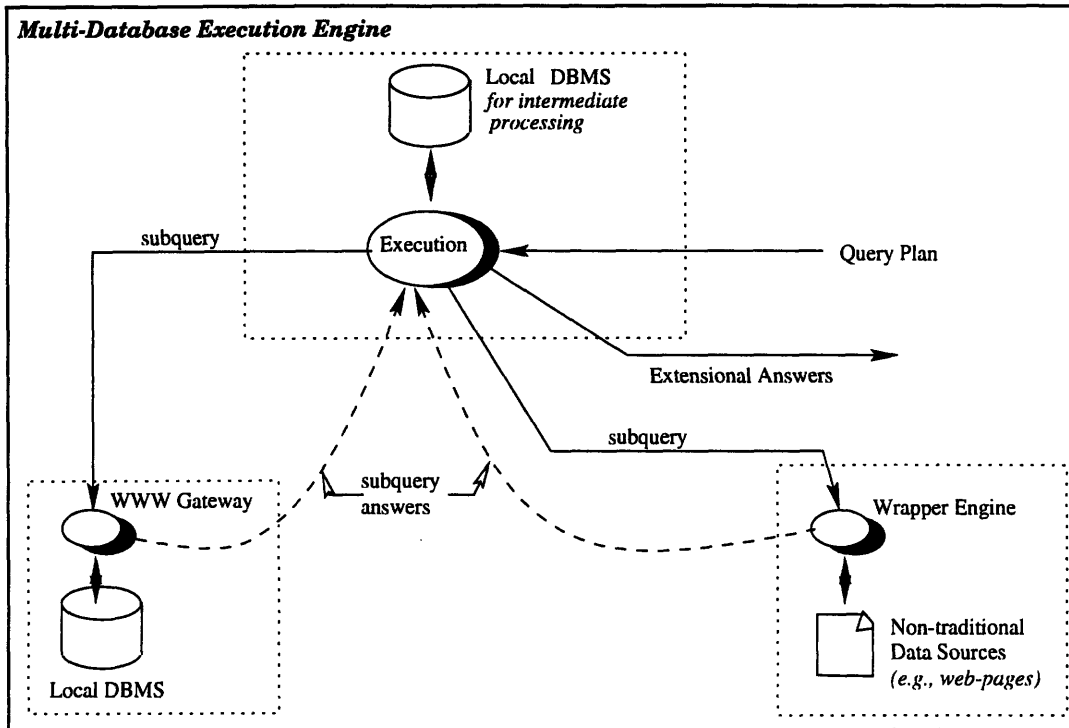 Multi-Database Execution Engine
Local DBMS
for intermediate
processing
subquery
Execution
Query Plan
Extensional Answers
subquery
subquery
answers
WWW Gateway
Wrapper Engine
Local DBMS
Non-traditional
Data Sources
(e.g., web-pages)